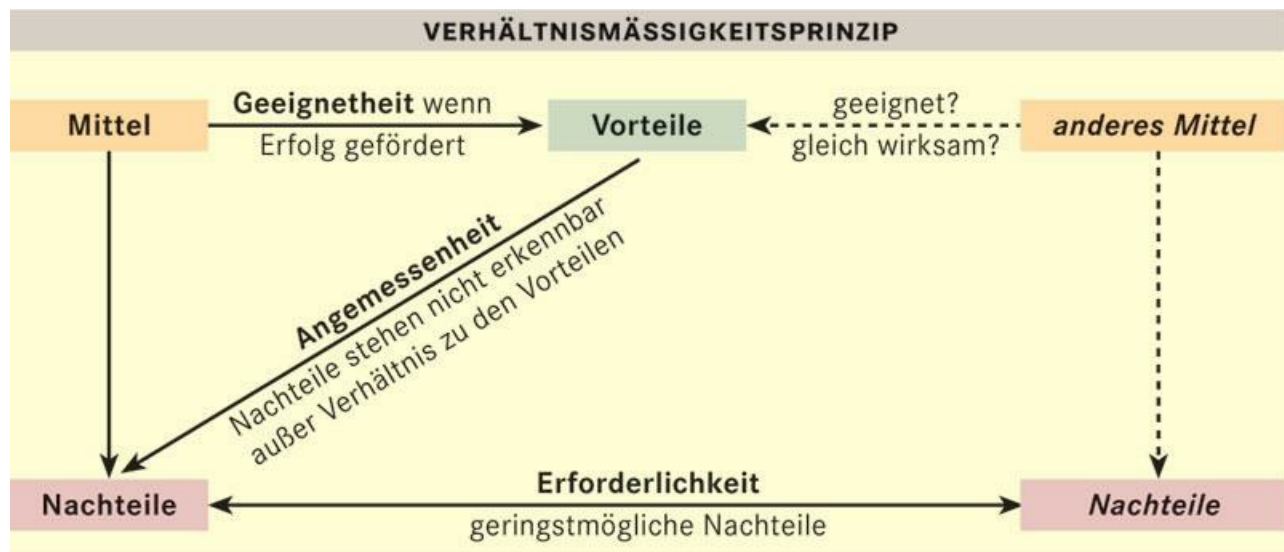 VERHÄLTNISMÄSSIGKEITSPRINZIP
Mittel
Geeignetheit wenn
Erfolg gefördert
Vorteile
geeignet?
gleich wirksam?
anderes Mittel
Angemessenheit
Nachteile stehen nicht erkennbar
außer Verhältnis zu den Vorteilen
Nachteile
Erforderlichkeit
geringstmögliche Nachteile
Nachteile